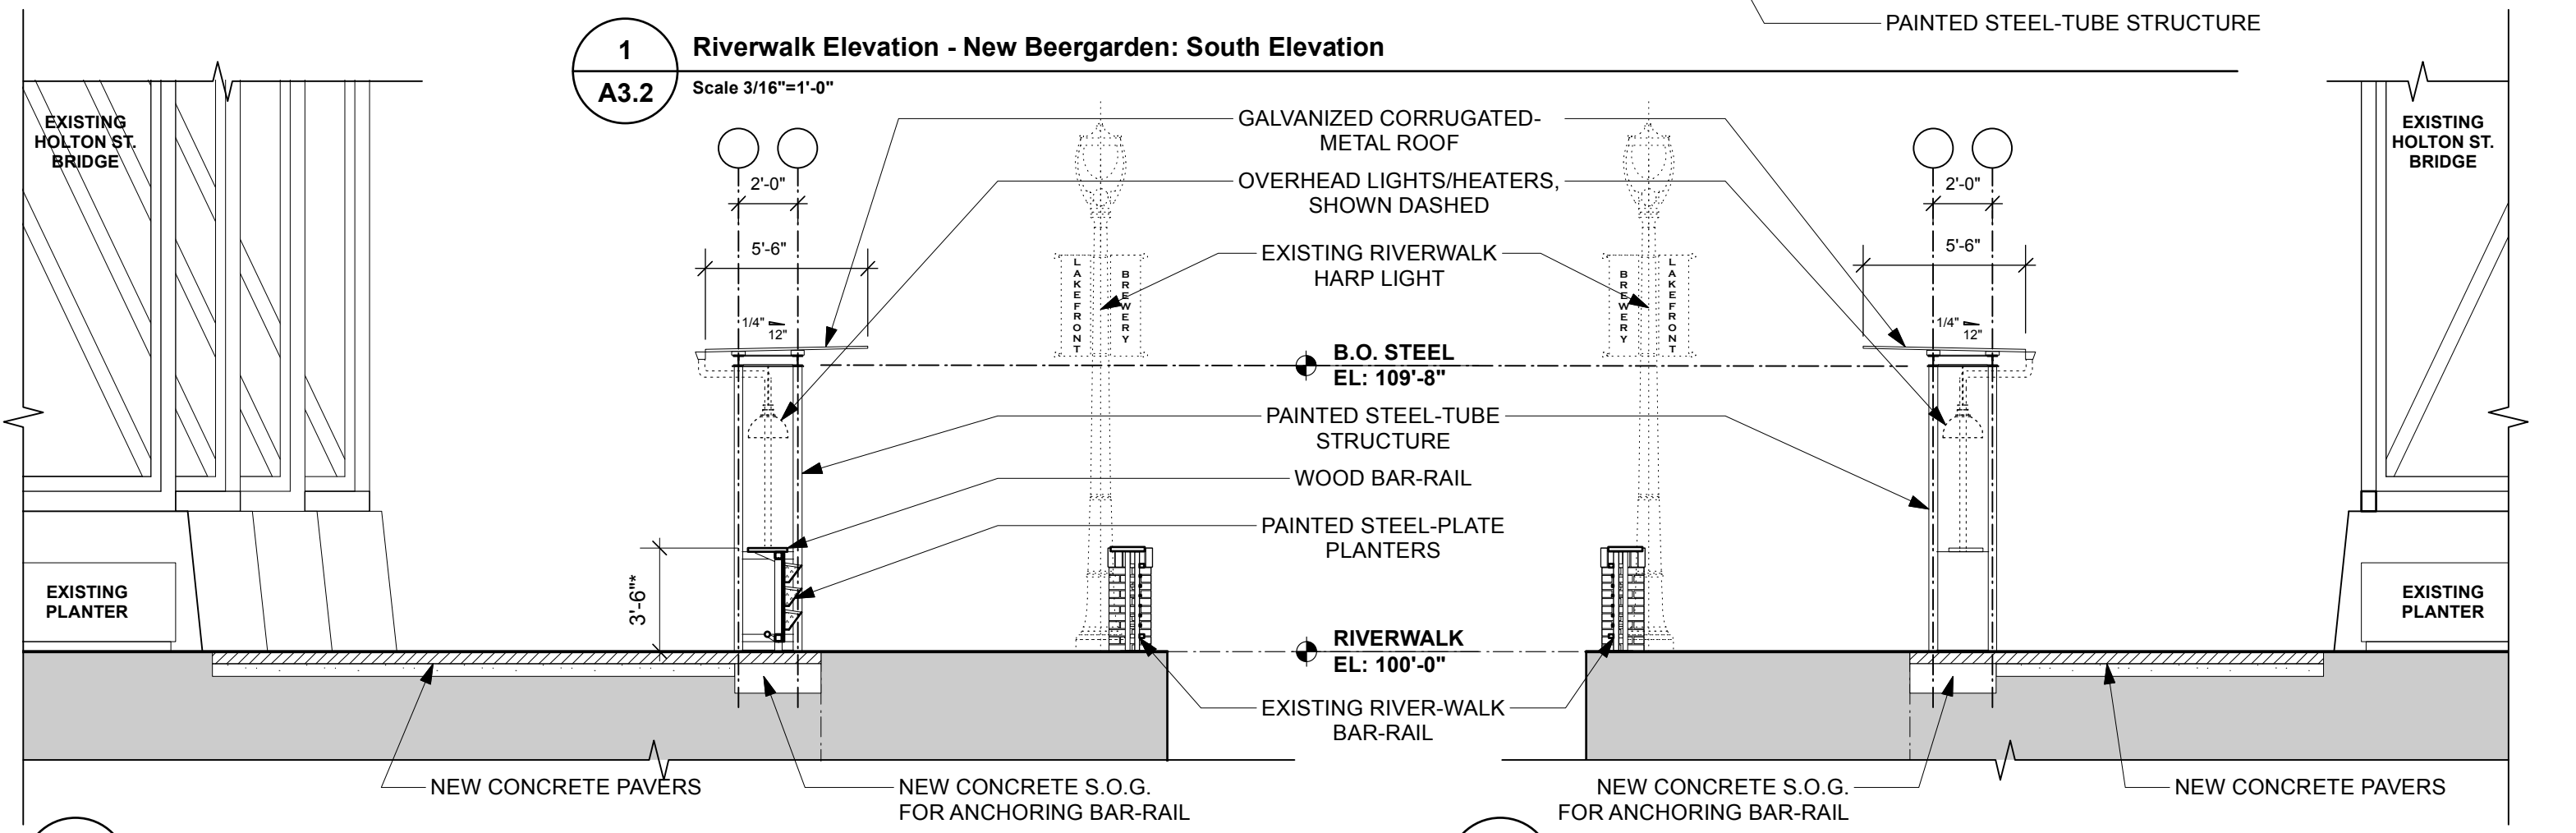 PAINTED STEEL-TUBE STRUCTURE
1
A3.2
Riverwalk Elevation - New Beergarden: South Elevation
Scale 3/16"=1'-0"
EXISTING
HOLTON ST.
BRIDGE
2'-0"
5'-6"
1/4"
12"
GALVANIZED CORRUGATED-
METAL ROOF
OVERHEAD LIGHTS/HEATERS,
SHOWN DASHED
EXISTING RIVERWALK
HARP LIGHT
LAKEFRONT
BREWERY
BREWERY
LAKEFRONT
B.O. STEEL
EL: 109'-8"
PAINTED STEEL-TUBE
STRUCTURE
WOOD BAR-RAIL
PAINTED STEEL-PLATE
PLANTERS
3'-6"*
RIVERWALK
EL: 100'-0"
EXISTING RIVER-WALK
BAR-RAIL
2'-0"
5'-6"
1/4"
12"
EXISTING
HOLTON ST.
BRIDGE
EXISTING
PLANTER
EXISTING
PLANTER
NEW CONCRETE PAVERS
NEW CONCRETE S.O.G.
FOR ANCHORING BAR-RAIL
NEW CONCRETE S.O.G.
FOR ANCHORING BAR-RAIL
NEW CONCRETE PAVERS